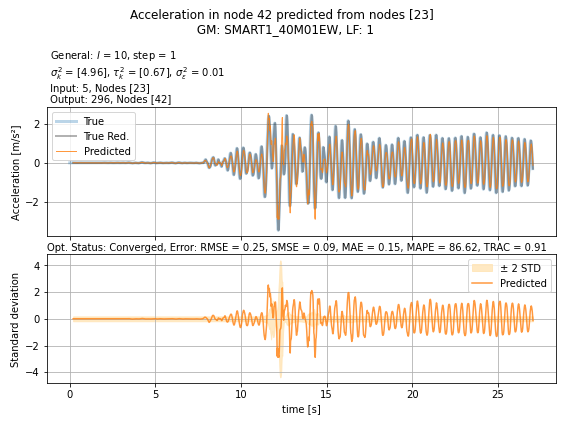 Acceleration in node 42 predicted from nodes [23]
GM: SMART1_40M01EW, LF: 1
General: l = 10, step = 1
σ²ₖ = [4.96], τ²ₖ = [0.67], σ²ε = 0.01
Input: 5, Nodes [23]
Output: 296, Nodes [42]
True
True Red.
Predicted
Acceleration [m/s²]
2
0
−2
Opt. Status: Converged, Error: RMSE = 0.25, SMSE = 0.09, MAE = 0.15, MAPE = 86.62, TRAC = 0.91
± 2 STD
Predicted
Standard deviation
4
2
0
−2
−4
0 5 10 15 20 25
time [s]